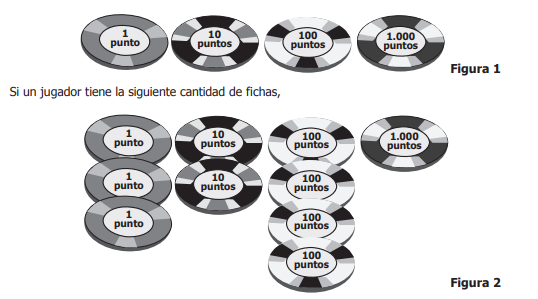 1 punto
10 puntos
100 puntos
1.000 puntos
Figura 1
Si un jugador tiene la siguiente cantidad de fichas,
1 punto
10 puntos
100 puntos
1.000 puntos
1 punto
10 puntos
100 puntos
1 punto
100 puntos
100 puntos
Figura 2